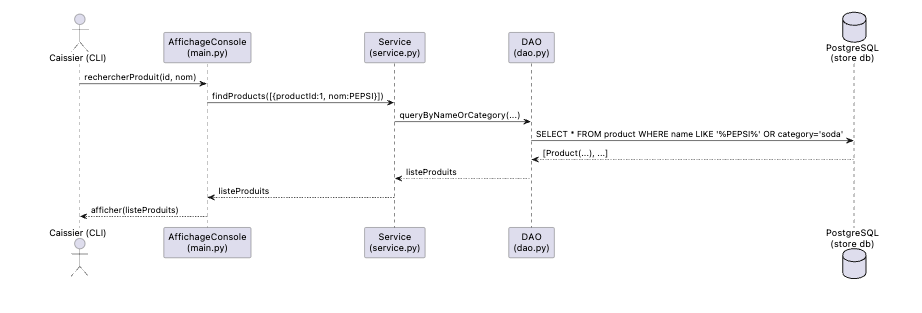 Caissier (CLI)
AffichageConsole
(main.py)
Service
(service.py)
DAO
(dao.py)
PostgreSQL
(store db)
rechercherProduit(id, nom)
findProducts([{productId:1, nom:PEPSI}])
queryByNameOrCategory(...)
SELECT * FROM product WHERE name LIKE '%PEPSI%' OR category='soda'
[Product(...), ...]
listeProduits
listeProduits
afficher(listeProduits)
Caissier (CLI)
AffichageConsole
(main.py)
Service
(service.py)
DAO
(dao.py)
PostgreSQL
(store db)